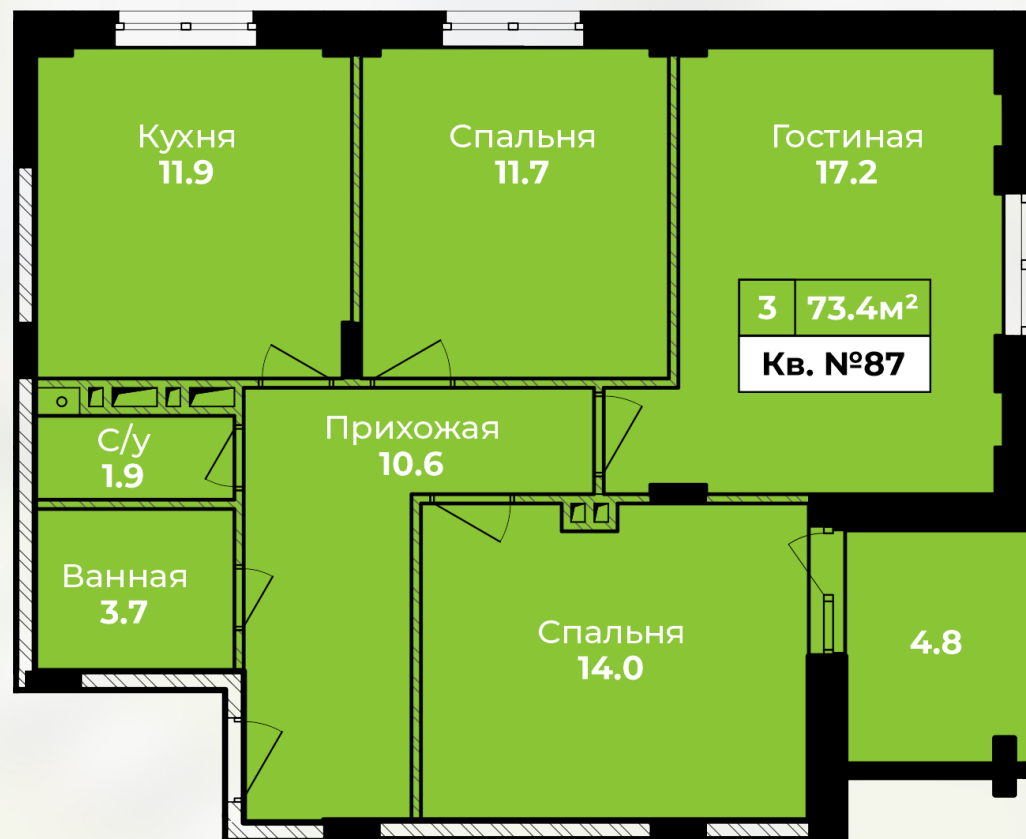 Кухня
11.9
Спальня
11.7
Гостиная
17.2
3 73.4м²
Кв. №87
С/у
1.9
Прихожая
10.6
Ванная
3.7
Спальня
14.0
4.8